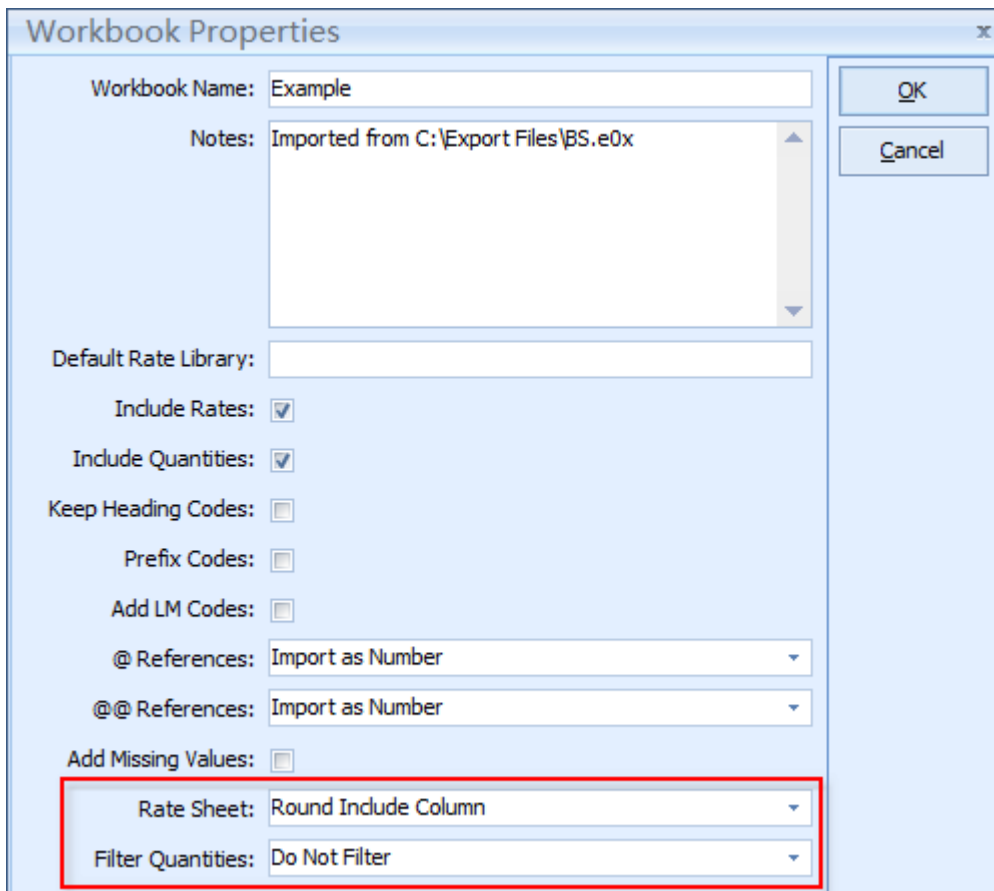 Workbook Properties
x
Workbook Name: Example
OK
Notes: Imported from C:\Export Files\BS.e0x
Cancel
Default Rate Library:
Include Rates:
Include Quantities:
Keep Heading Codes:
Prefix Codes:
Add LM Codes:
@ References: Import as Number
@@ References: Import as Number
Add Missing Values:
Rate Sheet: Round Include Column
Filter Quantities: Do Not Filter